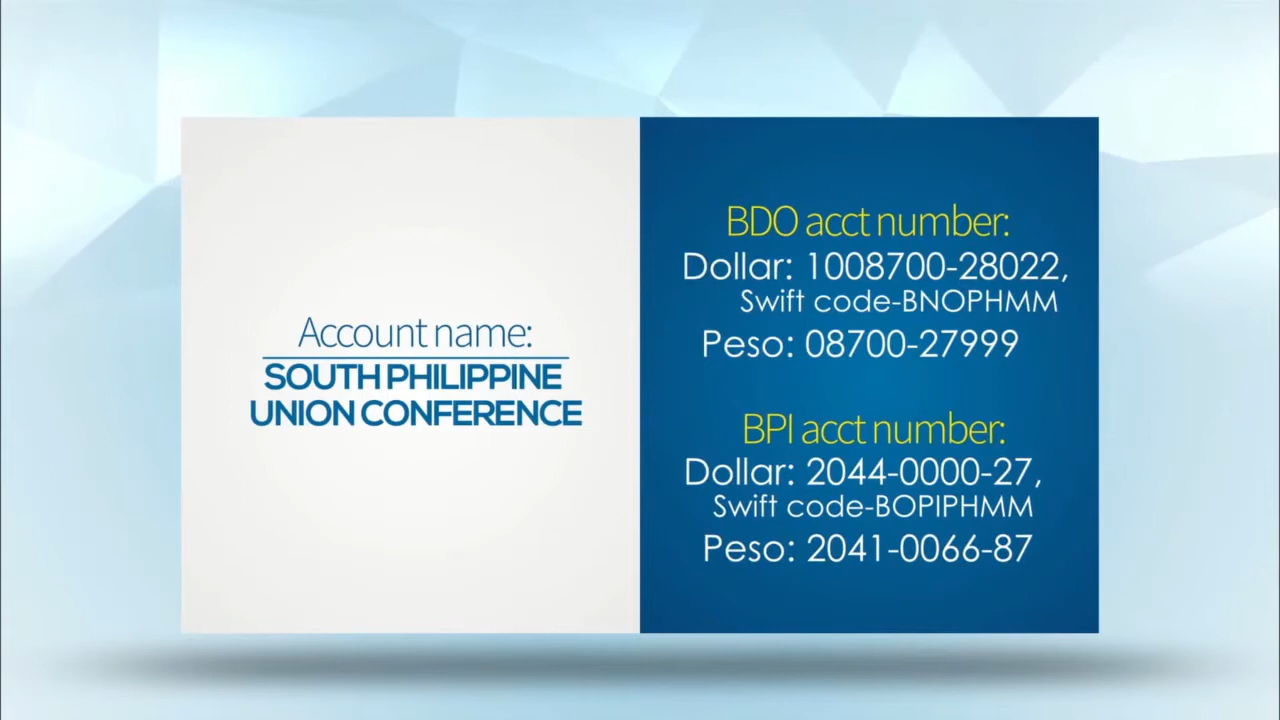 Account name:
SOUTH PHILIPPINE
UNION CONFERENCE
BDO acct number:
Dollar: 1008700-28022,
Swift code-BNOPHMM
Peso: 08700-27999
BPI acct number:
Dollar: 2044-0000-27,
Swift code-BOPIPHMM
Peso: 2041-0066-87